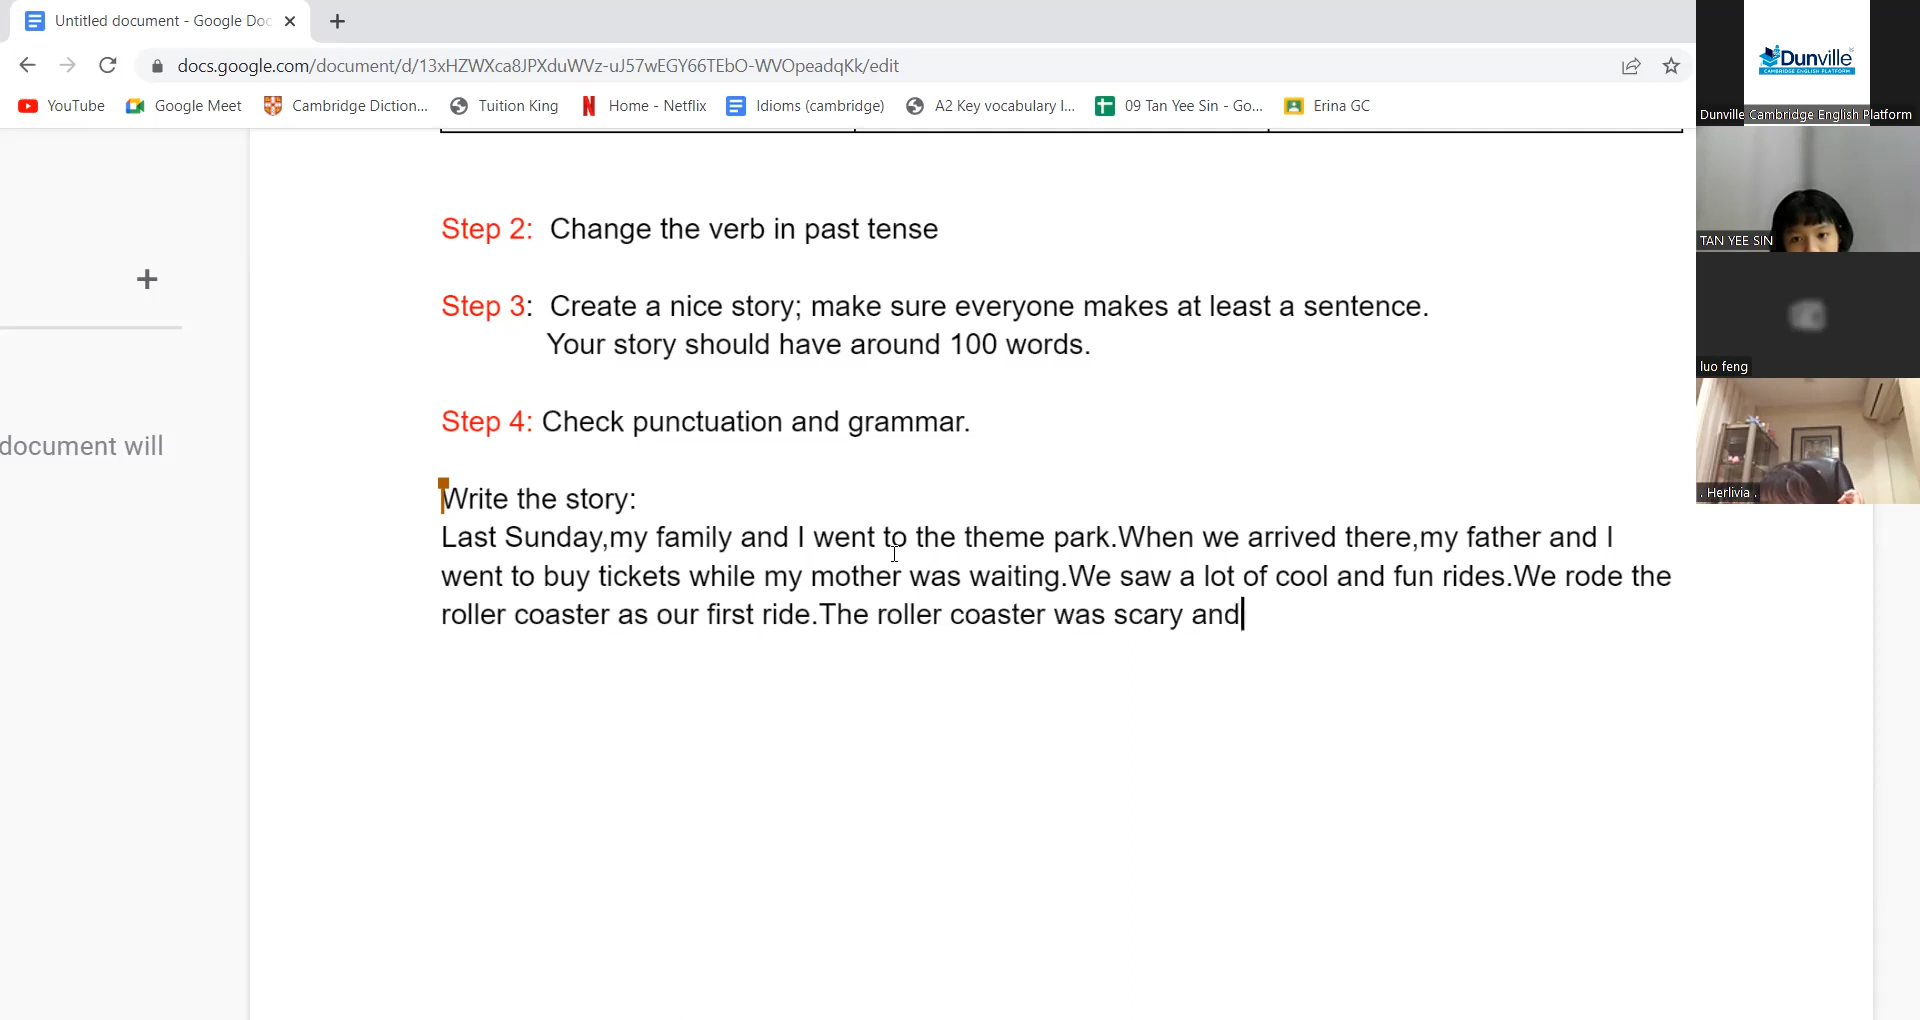 Untitled document - Google Doc
docs.google.com/document/d/13xHZWXca8JPXduWVz-uJ57wEGY66TEbO-WVOpeadqKk/edit
YouTube Google Meet Cambridge Diction... Tuition King Home - Netflix Idioms (cambridge) A2 Key vocabulary l... 09 Tan Yee Sin - Go... Erina GC
Dunville
CAMBRIDGE ENGLISH PLATFORM
Dunville Cambridge English Platform
TAN YEE SIN
luo feng
. Herlivia .
document will
Step 2: Change the verb in past tense
Step 3: Create a nice story; make sure everyone makes at least a sentence.
Your story should have around 100 words.
Step 4: Check punctuation and grammar.
Write the story:
Last Sunday,my family and I went to the theme park.When we arrived there,my father and I
went to buy tickets while my mother was waiting.We saw a lot of cool and fun rides.We rode the
roller coaster as our first ride.The roller coaster was scary and